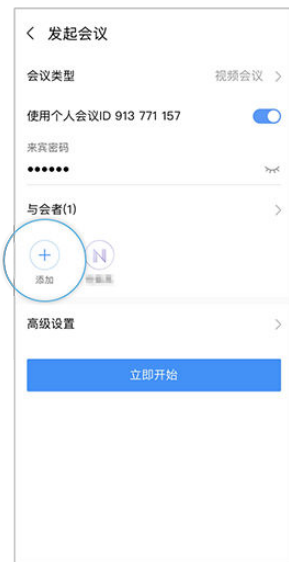 发起会议
会议类型 视频会议
使用个人会议ID 913 771 157
来宾密码
••••••
与会者(1)
N
添加
高级设置
立即开始